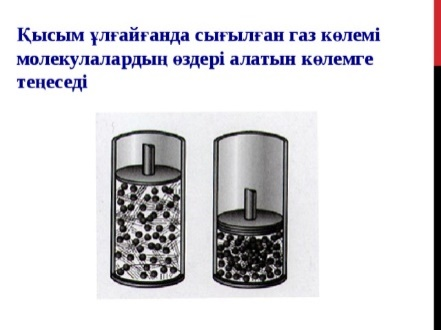 Қысым ұлғайғанда сығылған газ көлемі
молекулалардың өздері алатын көлемге
теңеседі